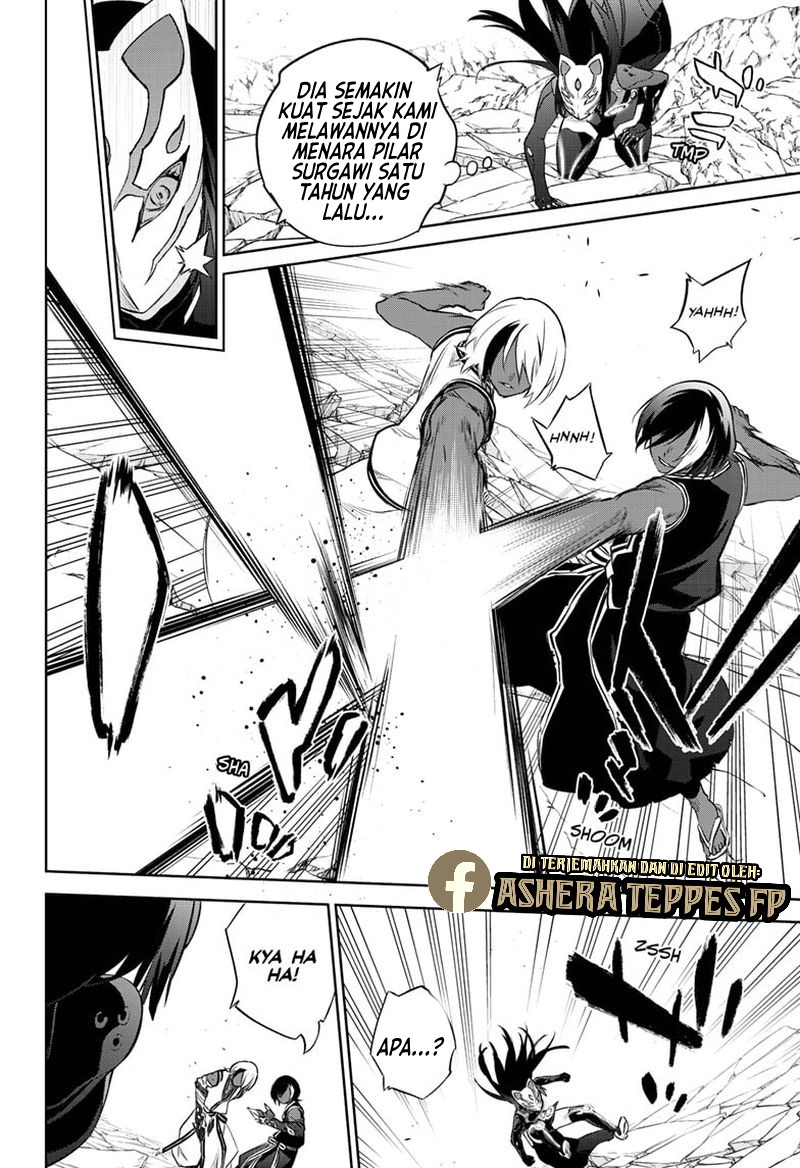 DIA SEMAKIN
KUAT SEJAK KAMI
MELAWANNYA DI
MENARA PILAR
SURGAWI SATU
TAHUN YANG
LALU...
TMP
YAHHH!
HNNH!
SHA
SHOOM
DI TERJEMAHKAN DAN DI EDIT OLEH:
f ASHERA TEPPES FP
ZSSH
KYA HA
HA!
APA...?